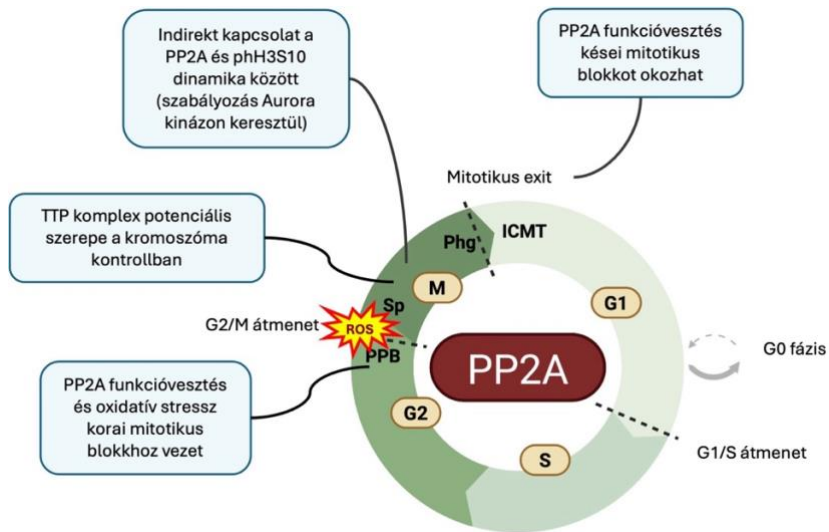 Indirekt kapcsolat a
PP2A és phH3S10
dinamika között
(szabályozás Aurora
kinázon keresztül)
PP2A funkcióvesztés
kései mitotikus
blokkot okozhat
TTP komplex potenciális
szerepe a kromoszóma
kontrollban
Mitotikus exit
Phg
ICMT
M
Sp
G1
G2/M átmenet
ROS
PPB
PP2A
G0 fázis
PP2A funkcióvesztés
és oxidatív stressz
korai mitotikus
blokkhoz vezet
G2
S
G1/S átmenet